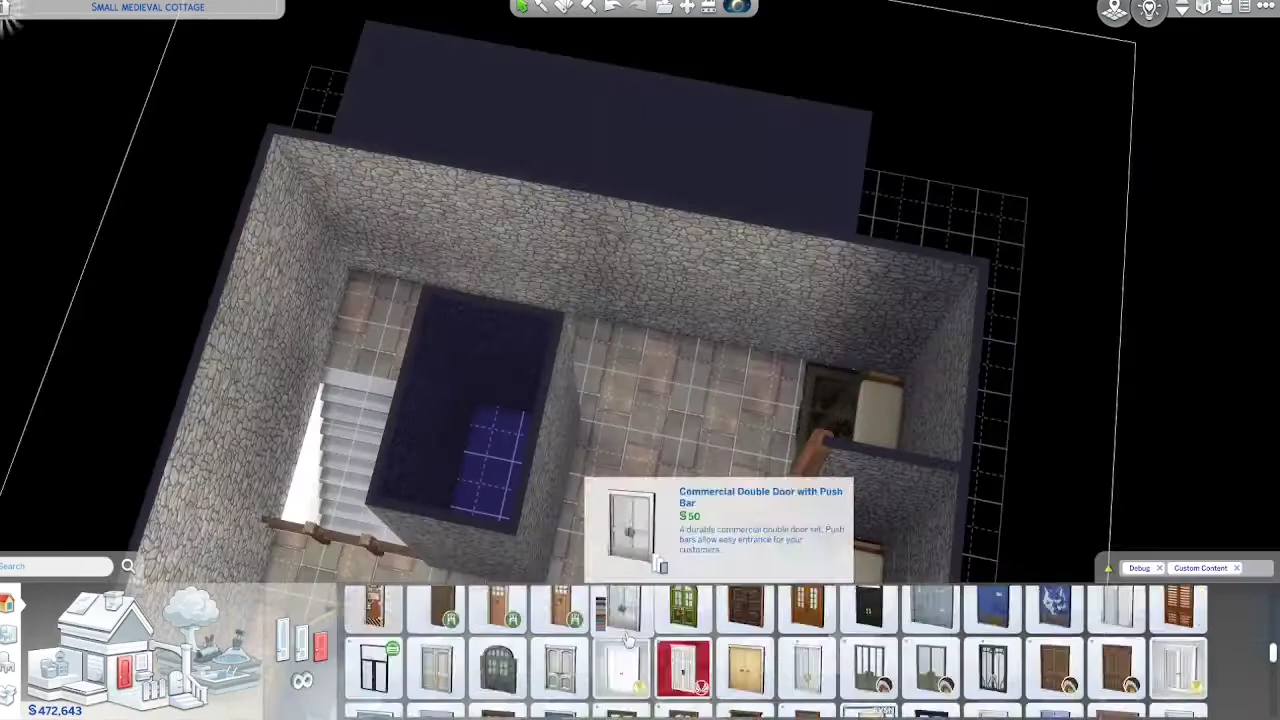 SMALL MEDIEVAL COTTAGE
Commercial Double Door with Push
Bar
§50
A durable commercial double door set. Push
bars allow easy entrance for your
customers.
Search
Debug
Custom Content
§472,643